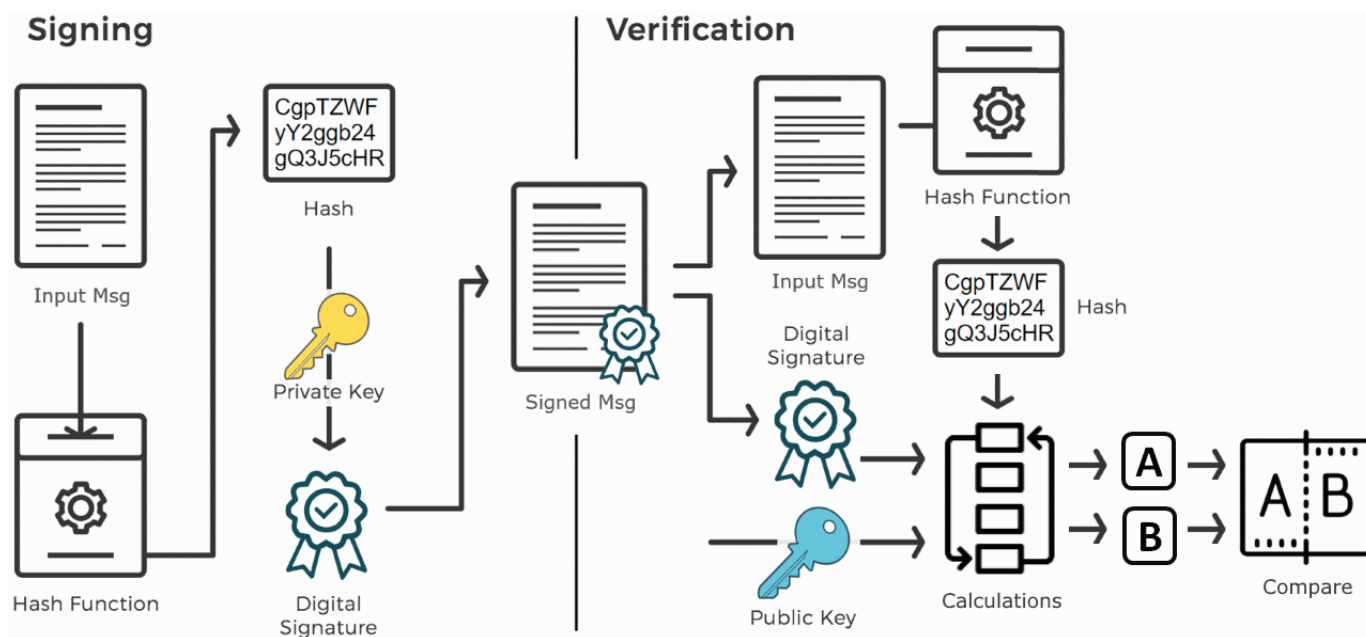 Signing
Input Msg
Hash Function
CgpTZWF
yY2ggb24
gQ3J5cHR
Hash
Private Key
Digital
Signature
Signed Msg
Verification
Input Msg
Hash Function
CgpTZWF
yY2ggb24
gQ3J5cHR
Hash
Digital
Signature
Public Key
Calculations
A
B
A B
Compare